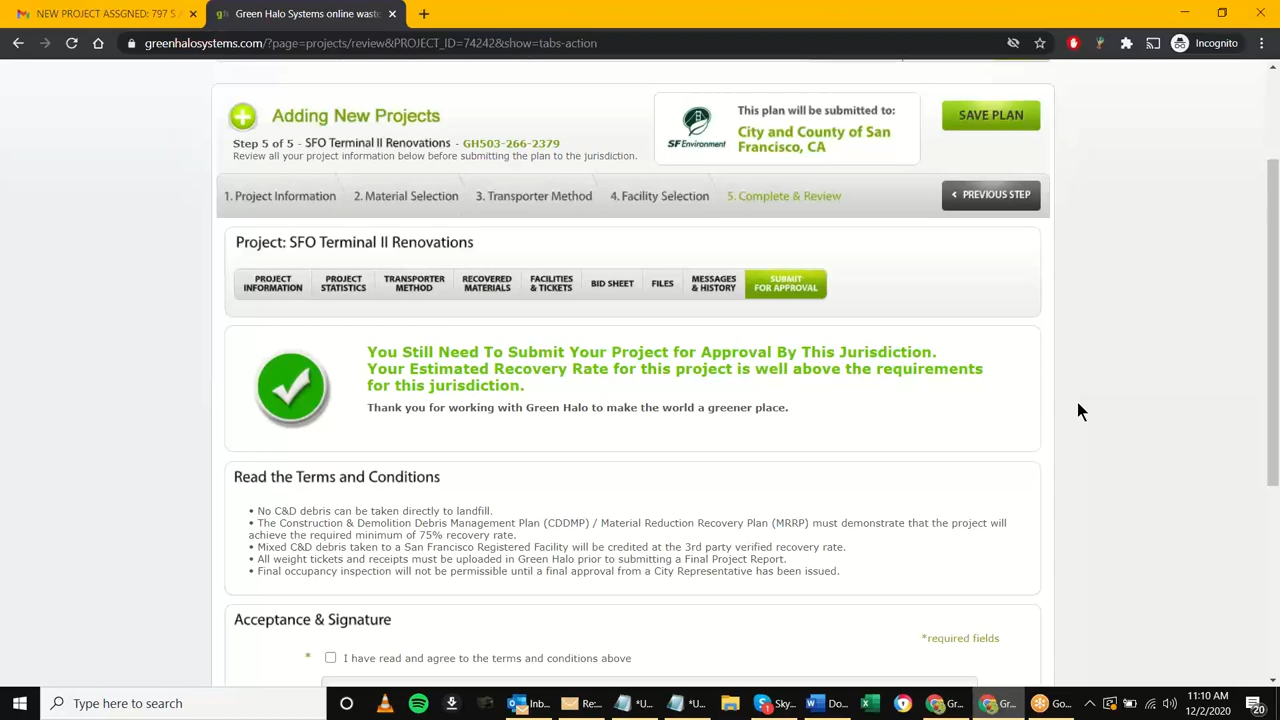 NEW PROJECT ASSGNED: 797 S
Green Halo Systems online wast
greenhalosystems.com/?page=projects/review&PROJECT_ID=74242&show=tabs-action
Incognito
Adding New Projects
Step 5 of 5 - SFO Terminal II Renovations - GH503-266-2379
Review all your project information below before submitting the plan to the jurisdiction.
SF Environment
This plan will be submitted to:
City and County of San
Francisco, CA
SAVE PLAN
1. Project Information
2. Material Selection
3. Transporter Method
4. Facility Selection
5. Complete & Review
PREVIOUS STEP
Project: SFO Terminal II Renovations
PROJECT
INFORMATION
PROJECT
STATISTICS
TRANSPORTER
METHOD
RECOVERED
MATERIALS
FACILITIES
& TICKETS
BID SHEET
FILES
MESSAGES
& HISTORY
SUBMIT
FOR APPROVAL
You Still Need To Submit Your Project for Approval By This Jurisdiction.
Your Estimated Recovery Rate for this project is well above the requirements
for this jurisdiction.
Thank you for working with Green Halo to make the world a greener place.
Read the Terms and Conditions
• No C&D debris can be taken directly to landfill.
• The Construction & Demolition Debris Management Plan (CDDMP) / Material Reduction Recovery Plan (MRRP) must demonstrate that the project will
achieve the required minimum of 75% recovery rate.
• Mixed C&D debris taken to a San Francisco Registered Facility will be credited at the 3rd party verified recovery rate.
• All weight tickets and receipts must be uploaded in Green Halo prior to submitting a Final Project Report.
• Final occupancy inspection will not be permissible until a final approval from a City Representative has been issued.
Acceptance & Signature
*required fields
* I have read and agree to the terms and conditions above
Type here to search
Inb...
Re:...
*U...
*U...
Sky...
Do...
Gr...
Gr...
Go...
11:10 AM
12/2/2020
20